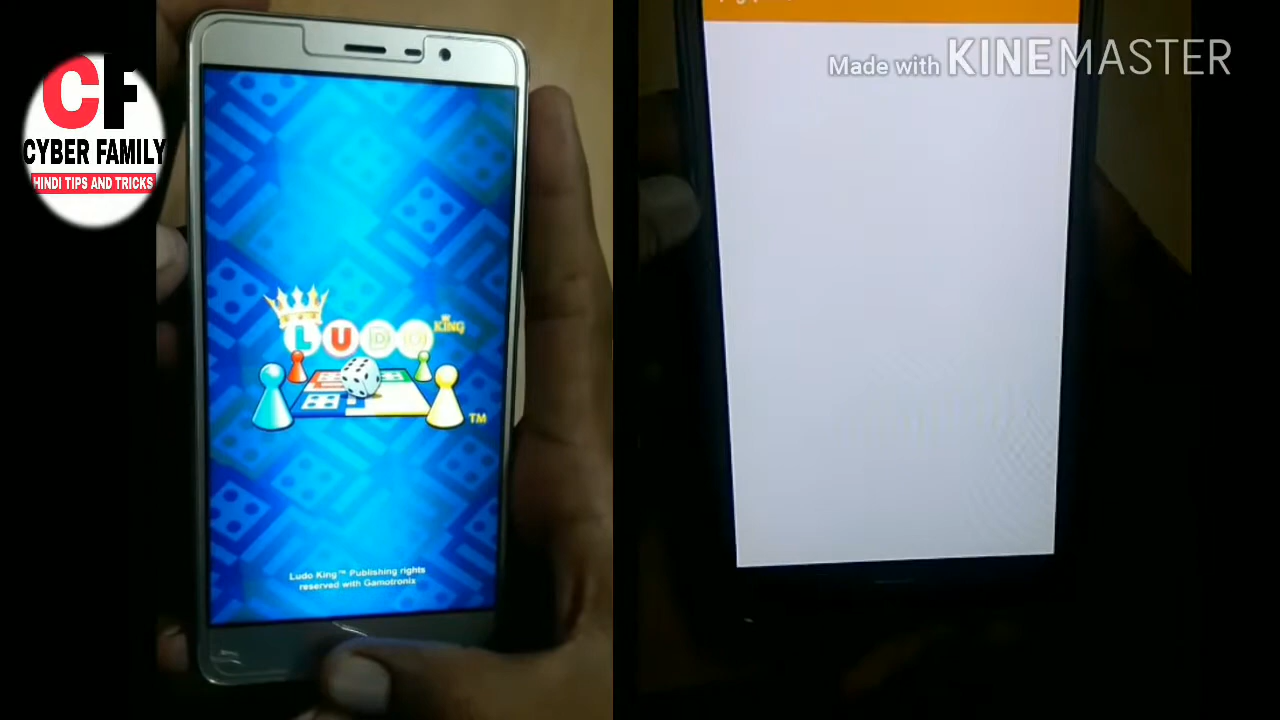 CF
CYBER FAMILY
HINDI TIPS AND TRICKS
LUDO KING
TM
Ludo King™ Publishing rights
reserved with Gamotronix
Made with KINEMASTER